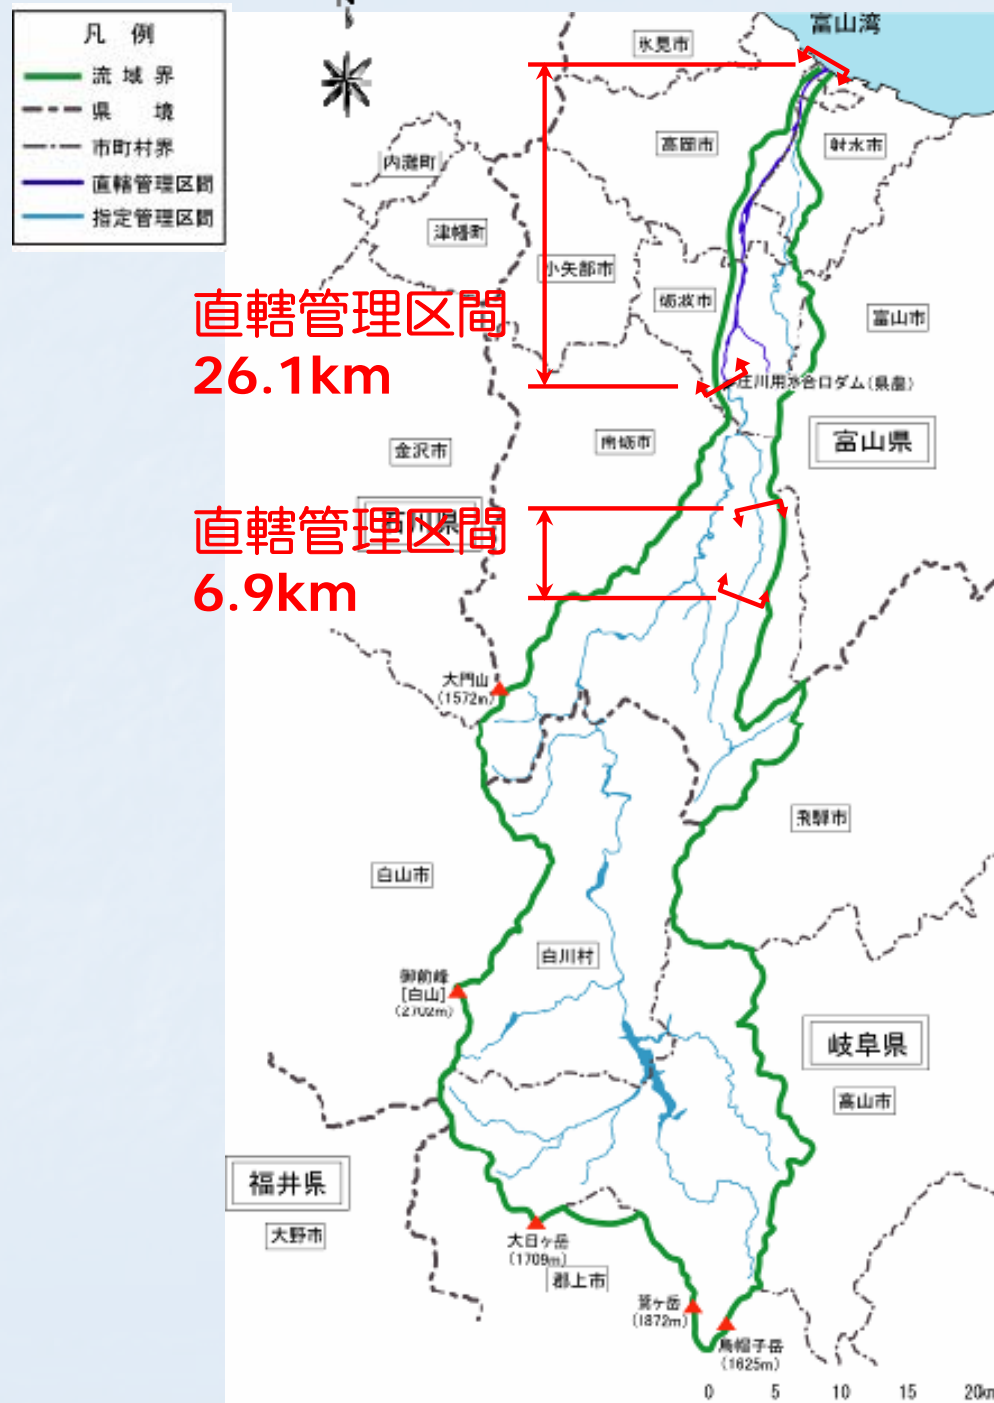 N
富山湾
凡 例
流 域 界
県 境
市町村界
直轄管理区間
指定管理区間
氷見市
高岡市
射水市
内灘町
津幡町
小矢部市
砺波市
富山市
直轄管理区間
26.1km
庄川用水合口ダム(県農)
富山県
南砺市
金沢市
石川県
直轄管理区間
6.9km
大門山
(1572m)
飛騨市
白山市
白川村
御前峰
[白山]
(2702m)
岐阜県
高山市
福井県
大野市
大日ヶ岳
(1709m)
郡上市
鷲ヶ岳
(1872m)
烏帽子岳
(1625m)
0 5 10 15 20km